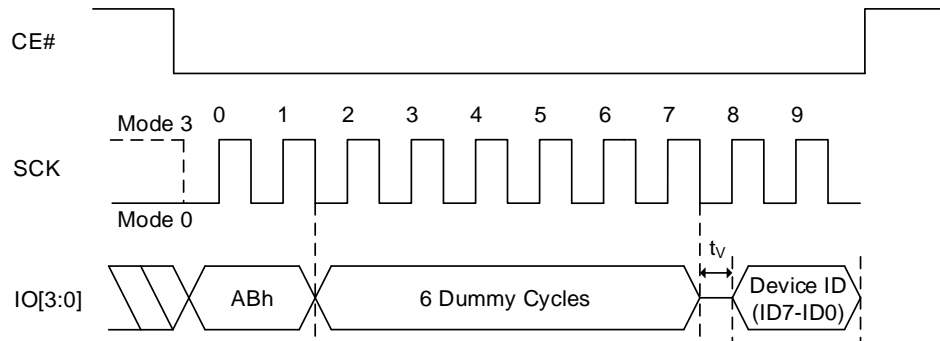 CE#
0 1 2 3 4 5 6 7 8 9
Mode 3
SCK
Mode 0
tV
IO[3:0]
ABh
6 Dummy Cycles
Device ID
(ID7-ID0)